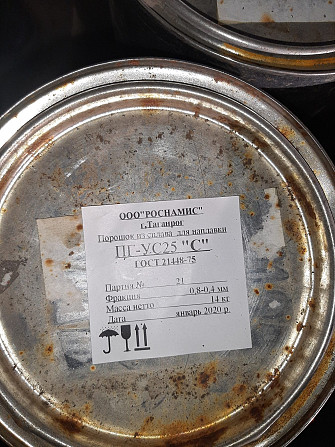 ООО"РОСНАМИС"
г.Таганрог
Порошок из сплава для наплавки
ПГ-УС25 "С"
ГОСТ 21448-75
Партия № 21
Фракция 0,8-0,4 мм
Масса нетто 14 кг
Дата январь 2020 р.